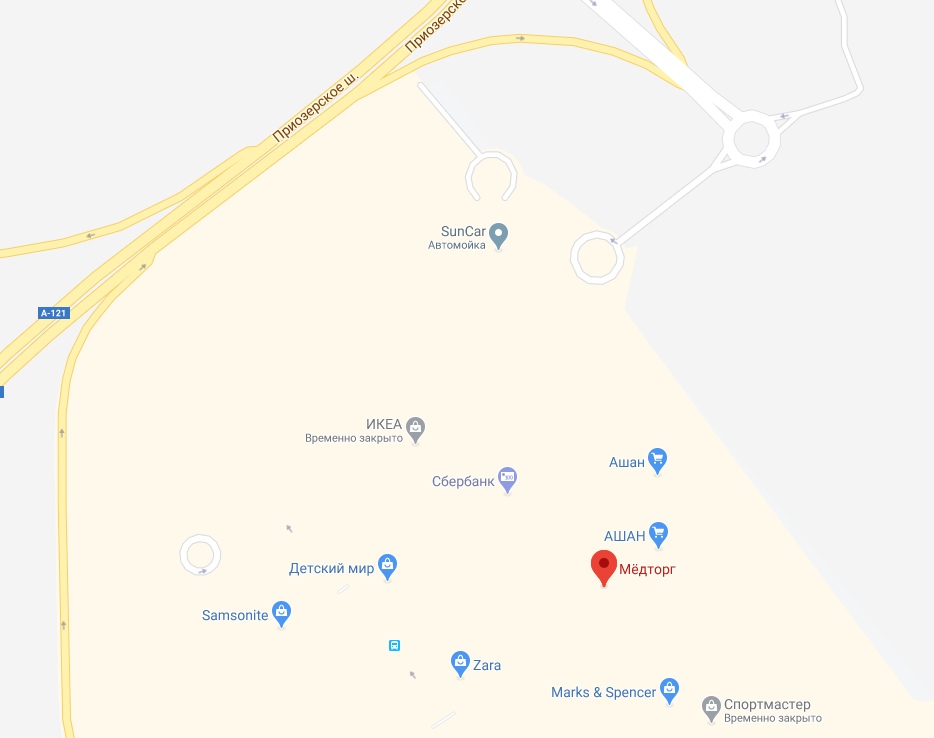 Приозерско
Приозерское ш.
SunCar
Автомойка
A-121
ИКЕА
Временно закрыто
Ашан
Сбербанк
АШАН
Детский мир
Мёдторг
Samsonite
Zara
Marks & Spencer
Спортмастер
Временно закрыто